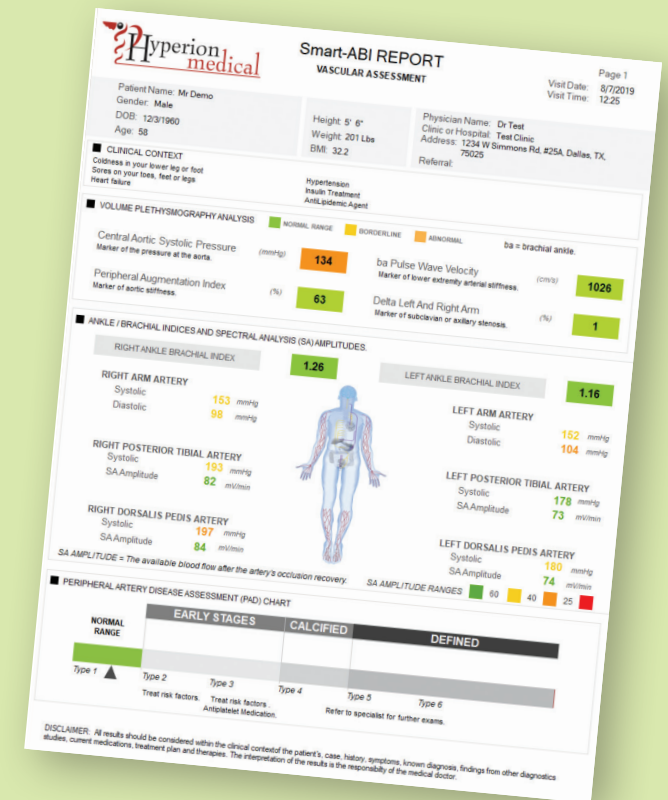 Hyperion
medical
Smart-ABI REPORT
VASCULAR ASSESSMENT
Page 1
Visit Date: 8/7/2019
Visit Time: 12:25
Patient Name: Mr Demo
Gender: Male
DOB: 12/3/1960
Age: 58
Height: 5' 6"
Weight: 201 Lbs
BMI: 32.2
Physician Name: Dr Test
Clinic or Hospital: Test Clinic
Address: 1234 W Simmons Rd, #25A, Dallas, TX,
75025
Referral:
CLINICAL CONTEXT
Coldness in your lower leg or foot
Sores on your toes, feet or legs
Heart failure
Hypertension
Insulin Treatment
AntiLipidemic Agent
VOLUME PLETHYSMOGRAPHY ANALYSIS
NORMAL RANGE
BORDERLINE
ABNORMAL
ba = brachial ankle.
Central Aortic Systolic Pressure (mmHg) 134
Marker of the pressure at the aorta.
Peripheral Augmentation Index (%) 63
Marker of aortic stiffness.
ba Pulse Wave Velocity (cm/s) 1026
Marker of lower extremity arterial stiffness.
Delta Left And Right Arm (%) 1
Marker of subclavian or axillary stenosis.
ANKLE / BRACHIAL INDICES AND SPECTRAL ANALYSIS (SA) AMPLITUDES.
RIGHT ANKLE BRACHIAL INDEX 1.26
RIGHT ARM ARTERY
Systolic 153 mmHg
Diastolic 98 mmHg
RIGHT POSTERIOR TIBIAL ARTERY
Systolic 193 mmHg
SA Amplitude 82 mV/min
RIGHT DORSALIS PEDIS ARTERY
Systolic 197 mmHg
SA Amplitude 84 mV/min
LEFT ANKLE BRACHIAL INDEX 1.16
LEFT ARM ARTERY
Systolic 152 mmHg
Diastolic 104 mmHg
LEFT POSTERIOR TIBIAL ARTERY
Systolic 178 mmHg
SA Amplitude 73 mV/min
LEFT DORSALIS PEDIS ARTERY
Systolic 180 mmHg
SA Amplitude 74 mV/min
SA AMPLITUDE = The available blood flow after the artery's occlusion recovery.
SA AMPLITUDE RANGES 60 40 25
PERIPHERAL ARTERY DISEASE ASSESSMENT (PAD) CHART
NORMAL
RANGE
EARLY STAGES
CALCIFIED
DEFINED
Type 1
Type 2
Type 3
Type 4
Type 5
Type 6
Treat risk factors.
Treat risk factors .
Antiplatelet Medication.
Refer to specialist for further exams.
DISCLAIMER: All results should be considered within the clinical contextof the patient's, case, history, symptoms, known diagnosis, findings from other diagnostics
studies, current medications, treatment plan and therapies. The interpretation of the results is the responsibilty of the medical doctor.